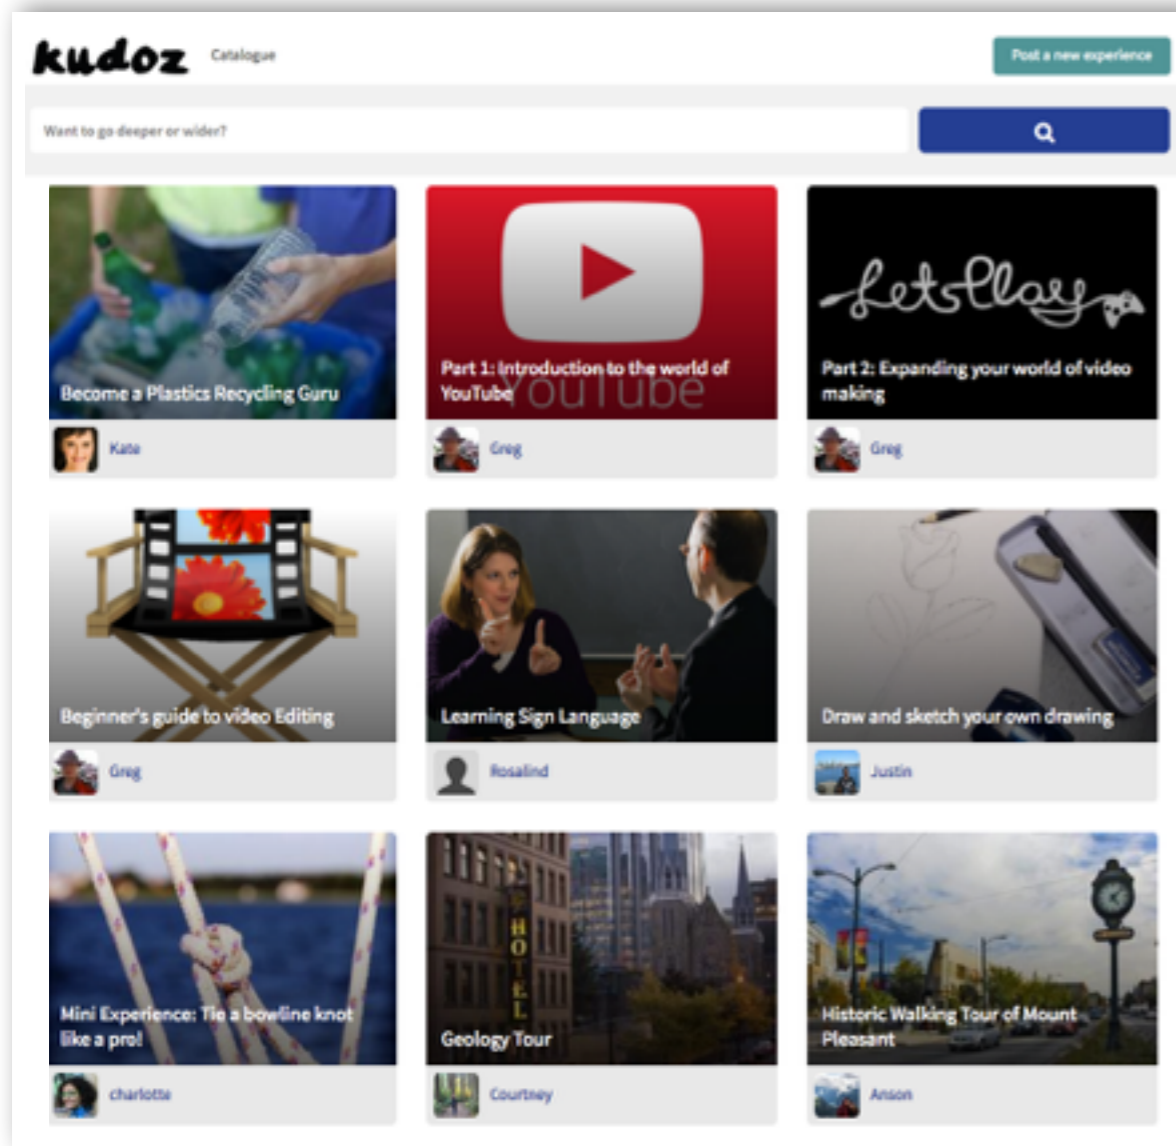 kudoz
Catalogue
Post a new experience
Want to go deeper or wider?
Become a Plastics Recycling Guru
Kate
YouTube
Part 1: Introduction to the world of
YouTube
Greg
Let's Play
Part 2: Expanding your world of video
making
Greg
Beginner's guide to video Editing
Greg
Learning Sign Language
Rosalind
Draw and sketch your own drawing
Justin
Mini Experience: Tie a bowline knot
like a pro!
charlotte
HOTEL
Geology Tour
Courtney
Historic Walking Tour of Mount
Pleasant
Anson